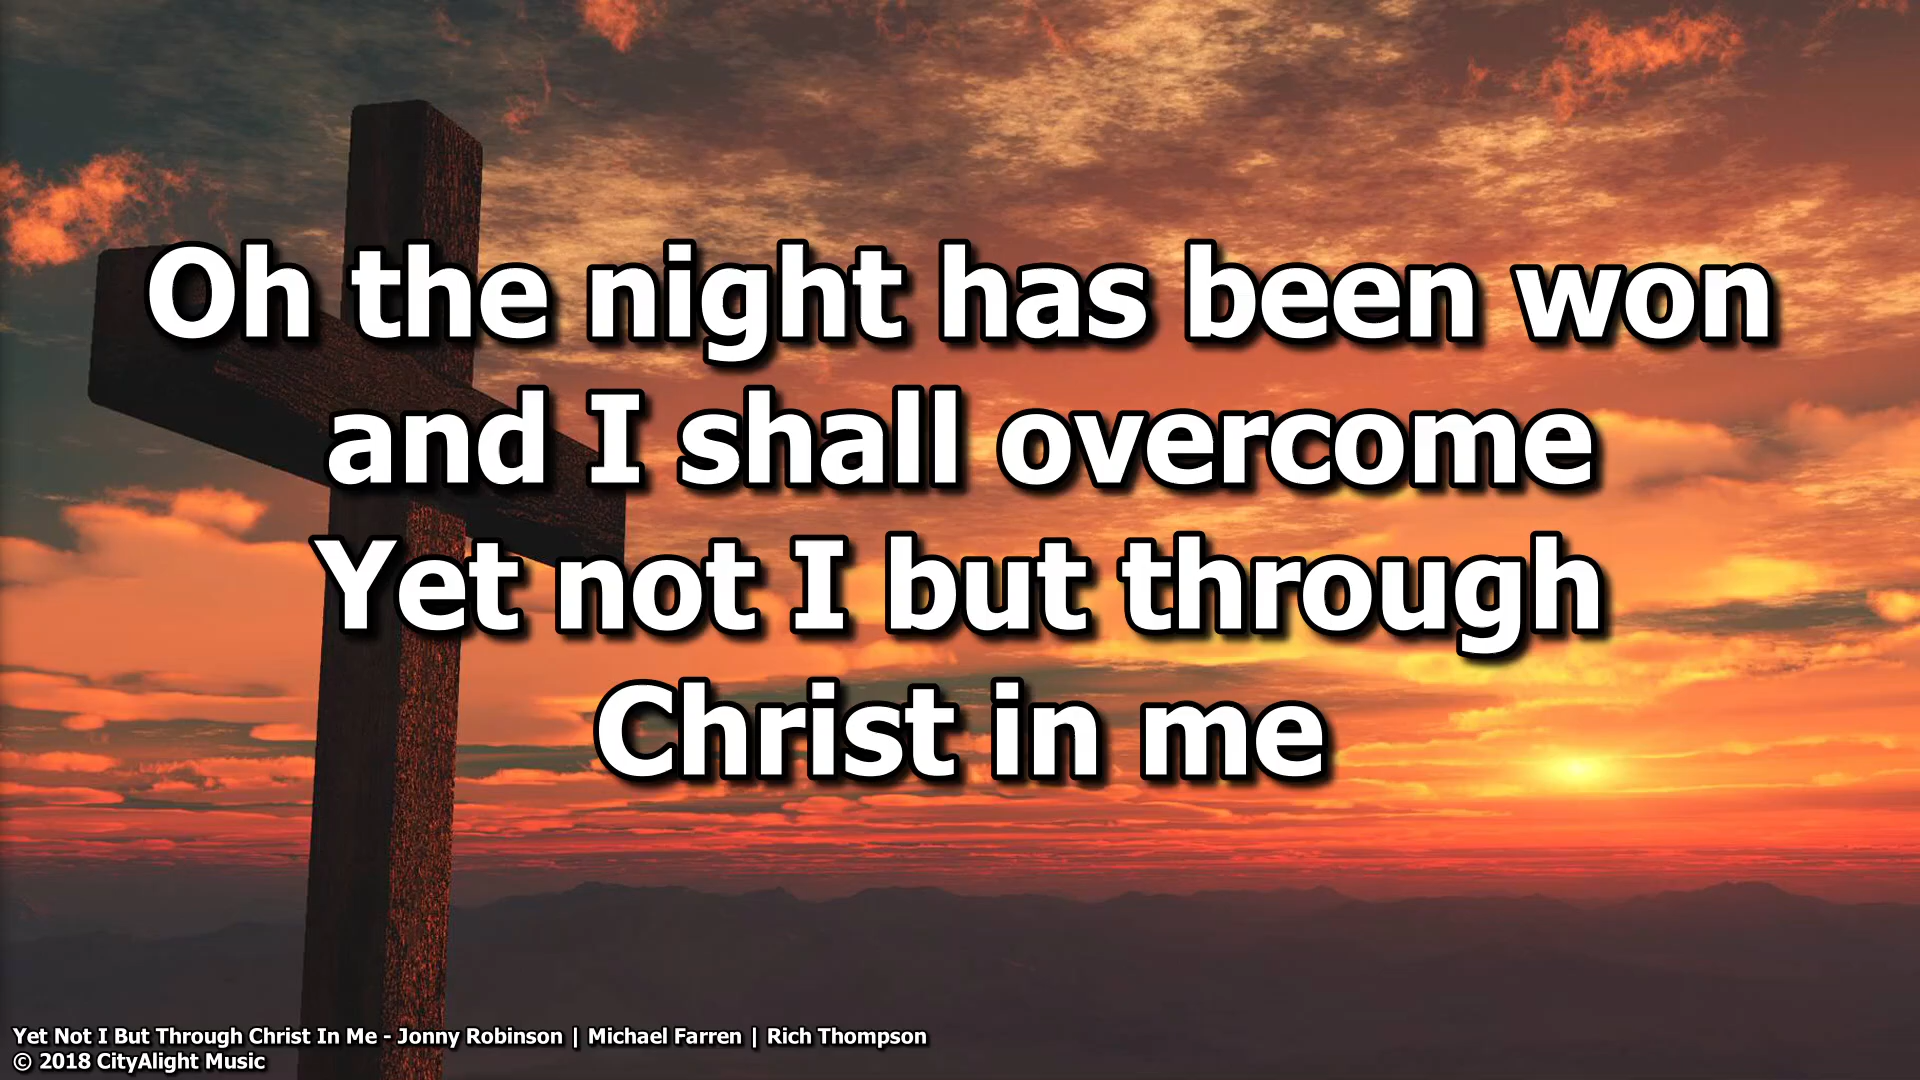 Oh the night has been won
and I shall overcome
Yet not I but through
Christ in me
Yet Not I But Through Christ In Me - Jonny Robinson | Michael Farren | Rich Thompson
© 2018 CityAlight Music